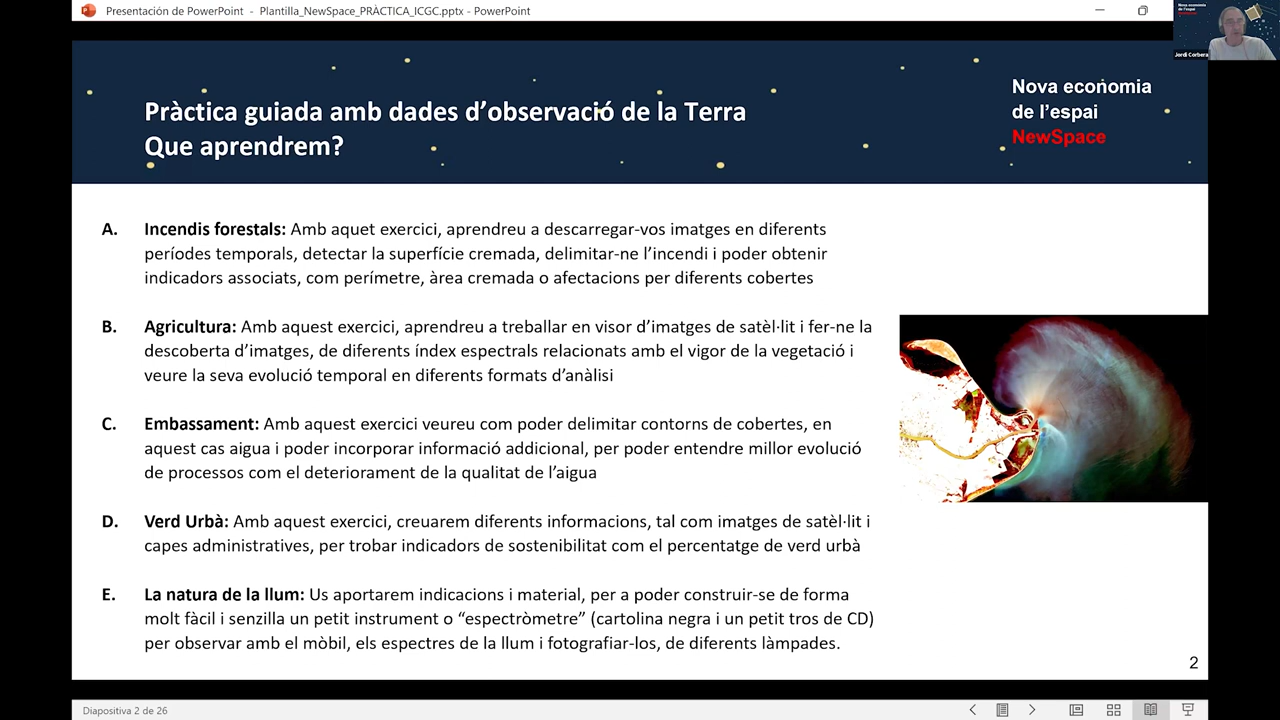 Presentación de PowerPoint - Plantilla_NewSpace_PRÀCTICA_ICGC.pptx - PowerPoint
Nova economia
de l'espai
NewSpace
Jordi Corbera
Pràctica guiada amb dades d'observació de la Terra
Que aprendrem?
Nova economia
de l'espai
NewSpace
A. Incendis forestals: Amb aquet exercici, aprendreu a descarregar-vos imatges en diferents
períodes temporals, detectar la superfície cremada, delimitar-ne l'incendi i poder obtenir
indicadors associats, com perímetre, àrea cremada o afectacions per diferents cobertes
B. Agricultura: Amb aquest exercici, aprendreu a treballar en visor d'imatges de satèl·lit i fer-ne la
descoberta d'imatges, de diferents índex espectrals relacionats amb el vigor de la vegetació i
veure la seva evolució temporal en diferents formats d'anàlisi
C. Embassament: Amb aquest exercici veureu com poder delimitar contorns de cobertes, en
aquest cas aigua i poder incorporar informació addicional, per poder entendre millor evolució
de processos com el deteriorament de la qualitat de l'aigua
D. Verd Urbà: Amb aquest exercici, creuarem diferents informacions, tal com imatges de satèl·lit i
capes administratives, per trobar indicadors de sostenibilitat com el percentatge de verd urbà
E. La natura de la llum: Us aportarem indicacions i material, per a poder construir-se de forma
molt fàcil i senzilla un petit instrument o “espectròmetre” (cartolina negra i un petit tros de CD)
per observar amb el mòbil, els espectres de la llum i fotografiar-los, de diferents làmpades.
2
Diapositiva 2 de 26